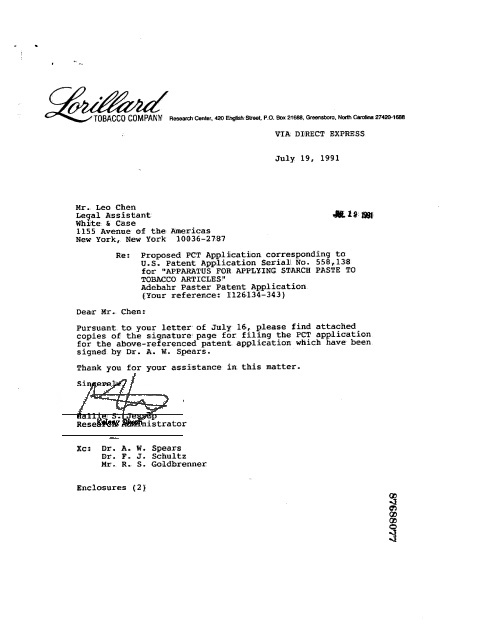 Lorillard
TOBACCO COMPANY Research Center, 420 English Street, P.O. Box 21688, Greensboro, North Carolina 27420-1688
VIA DIRECT EXPRESS
July 19, 1991
Mr. Leo Chen
Legal Assistant
JUL 19 1991
White & Case
1155 Avenue of the Americas
New York, New York 10036-2787
Re: Proposed PCT Application corresponding to
U.S. Patent Application Serial No. 558,138
for "APPARATUS FOR APPLYING STARCH PASTE TO
TOBACCO ARTICLES"
Adebahr Paster Patent Application
(Your reference: 1126134-343)
Dear Mr. Chen:
Pursuant to your letter of July 16, please find attached
copies of the signature page for filing the PCT application
for the above-referenced patent application which have been
signed by Dr. A. W. Spears.
Thank you for your assistance in this matter.
Sincerely,
Hallie S. Jessup
Research Administrator
Xc: Dr. A. W. Spears
Dr. F. J. Schultz
Mr. R. S. Goldbrenner
Enclosures (2)
87688077